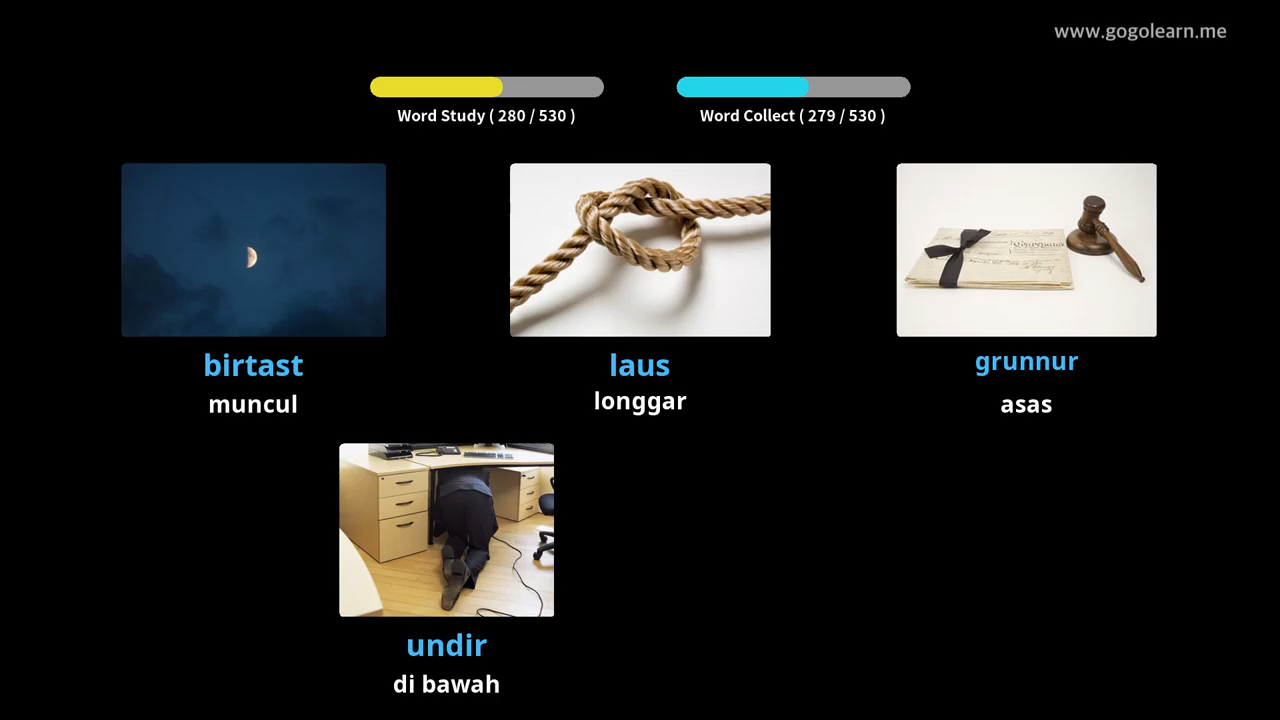 www.gogolearn.me
Word Study ( 280 / 530 )
Word Collect ( 279 / 530 )
birtast
muncul
laus
longgar
grunnur
asas
undir
di bawah